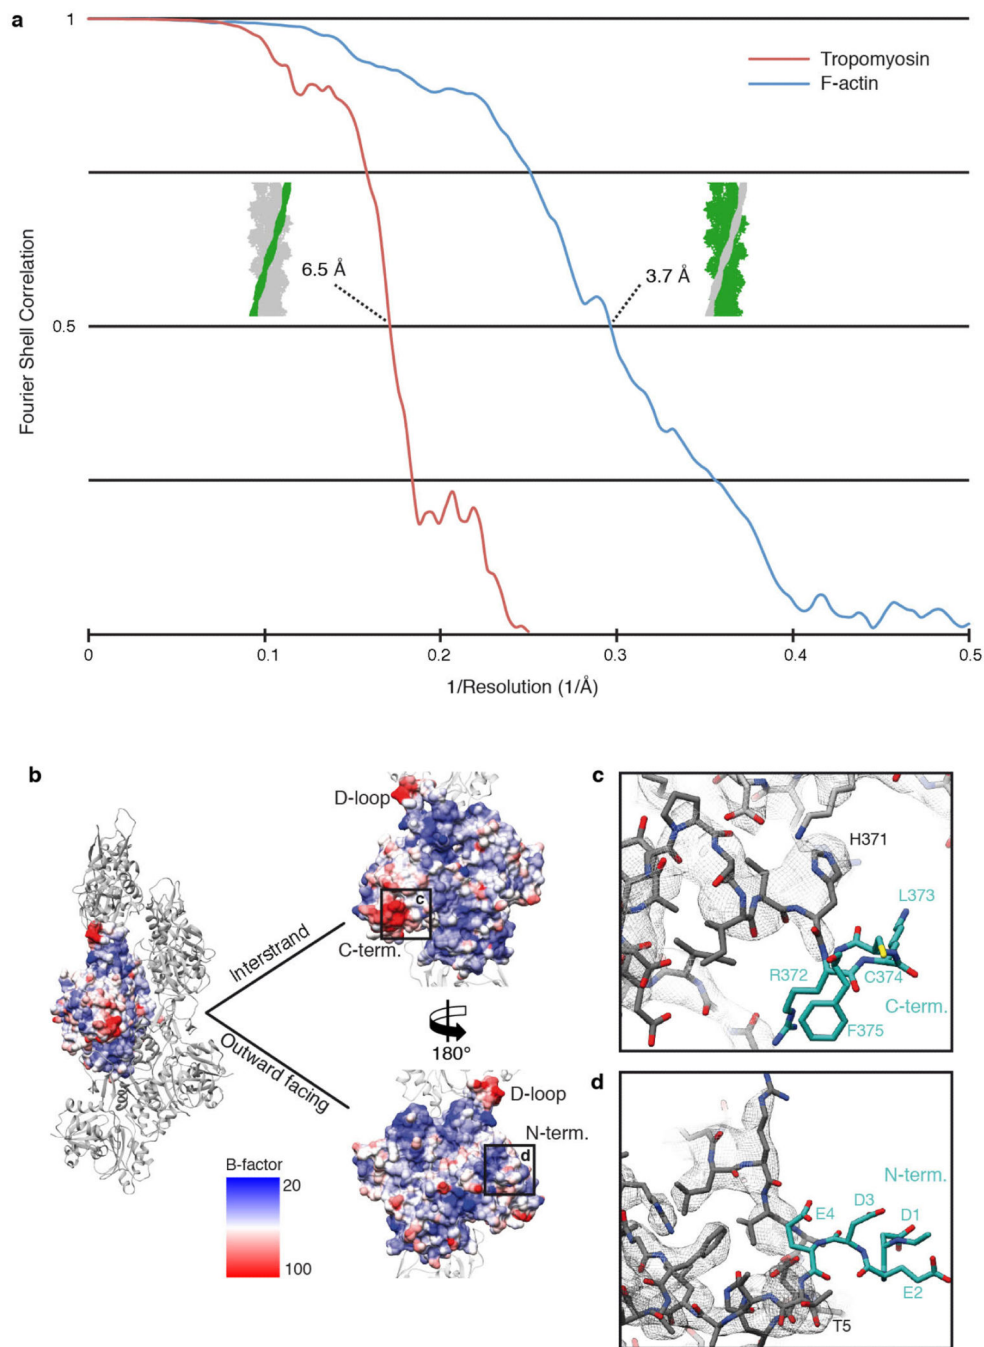 a
1
Tropomyosin
F-actin
6.5 Å
3.7 Å
0.5
Fourier Shell Correlation
0
0.1
0.2
0.3
0.4
0.5
1/Resolution (1/Å)
b
D-loop
c
C-term.
Interstrand
180°
Outward facing
D-loop
N-term.
d
B-factor
20
100
c
H371
L373
R372
C374
C-term.
F375
d
N-term.
E4
D3
D1
E2
T5